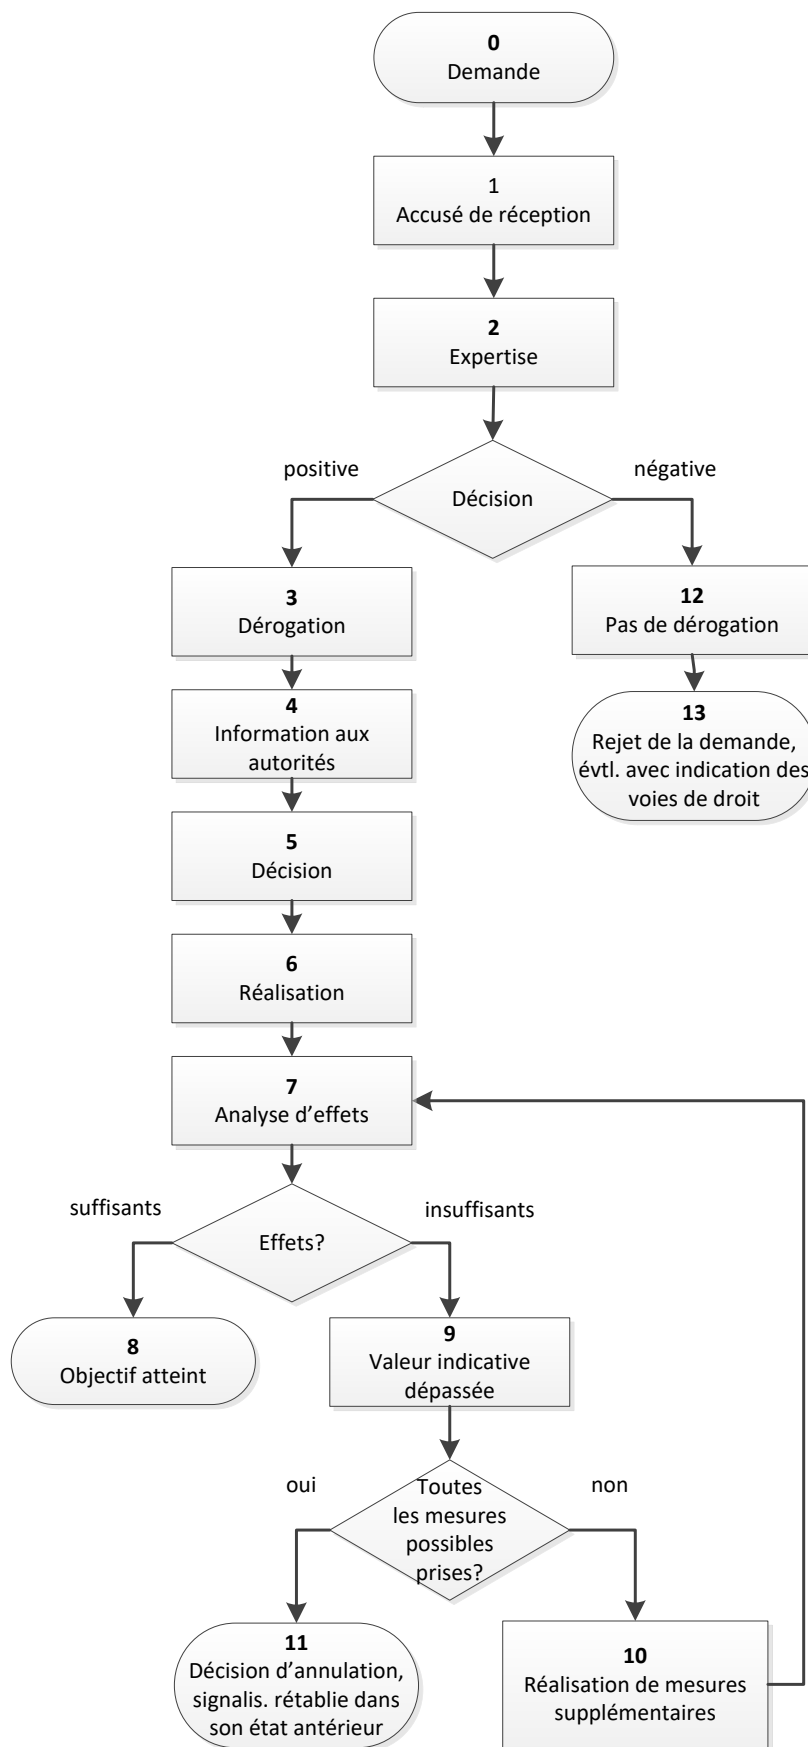 0
Demande
1
Accusé de réception
2
Expertise
positive
négative
Décision
3
Dérogation
12
Pas de dérogation
4
Information aux
autorités
13
Rejet de la demande,
évtl. avec indication des
voies de droit
5
Décision
6
Réalisation
7
Analyse d’effets
suffisants
insuffisants
Effets?
8
Objectif atteint
9
Valeur indicative
dépassée
oui
non
Toutes
les mesures
possibles
prises?
11
Décision d’annulation,
signalis. rétablie dans
son état antérieur
10
Réalisation de mesures
supplémentaires